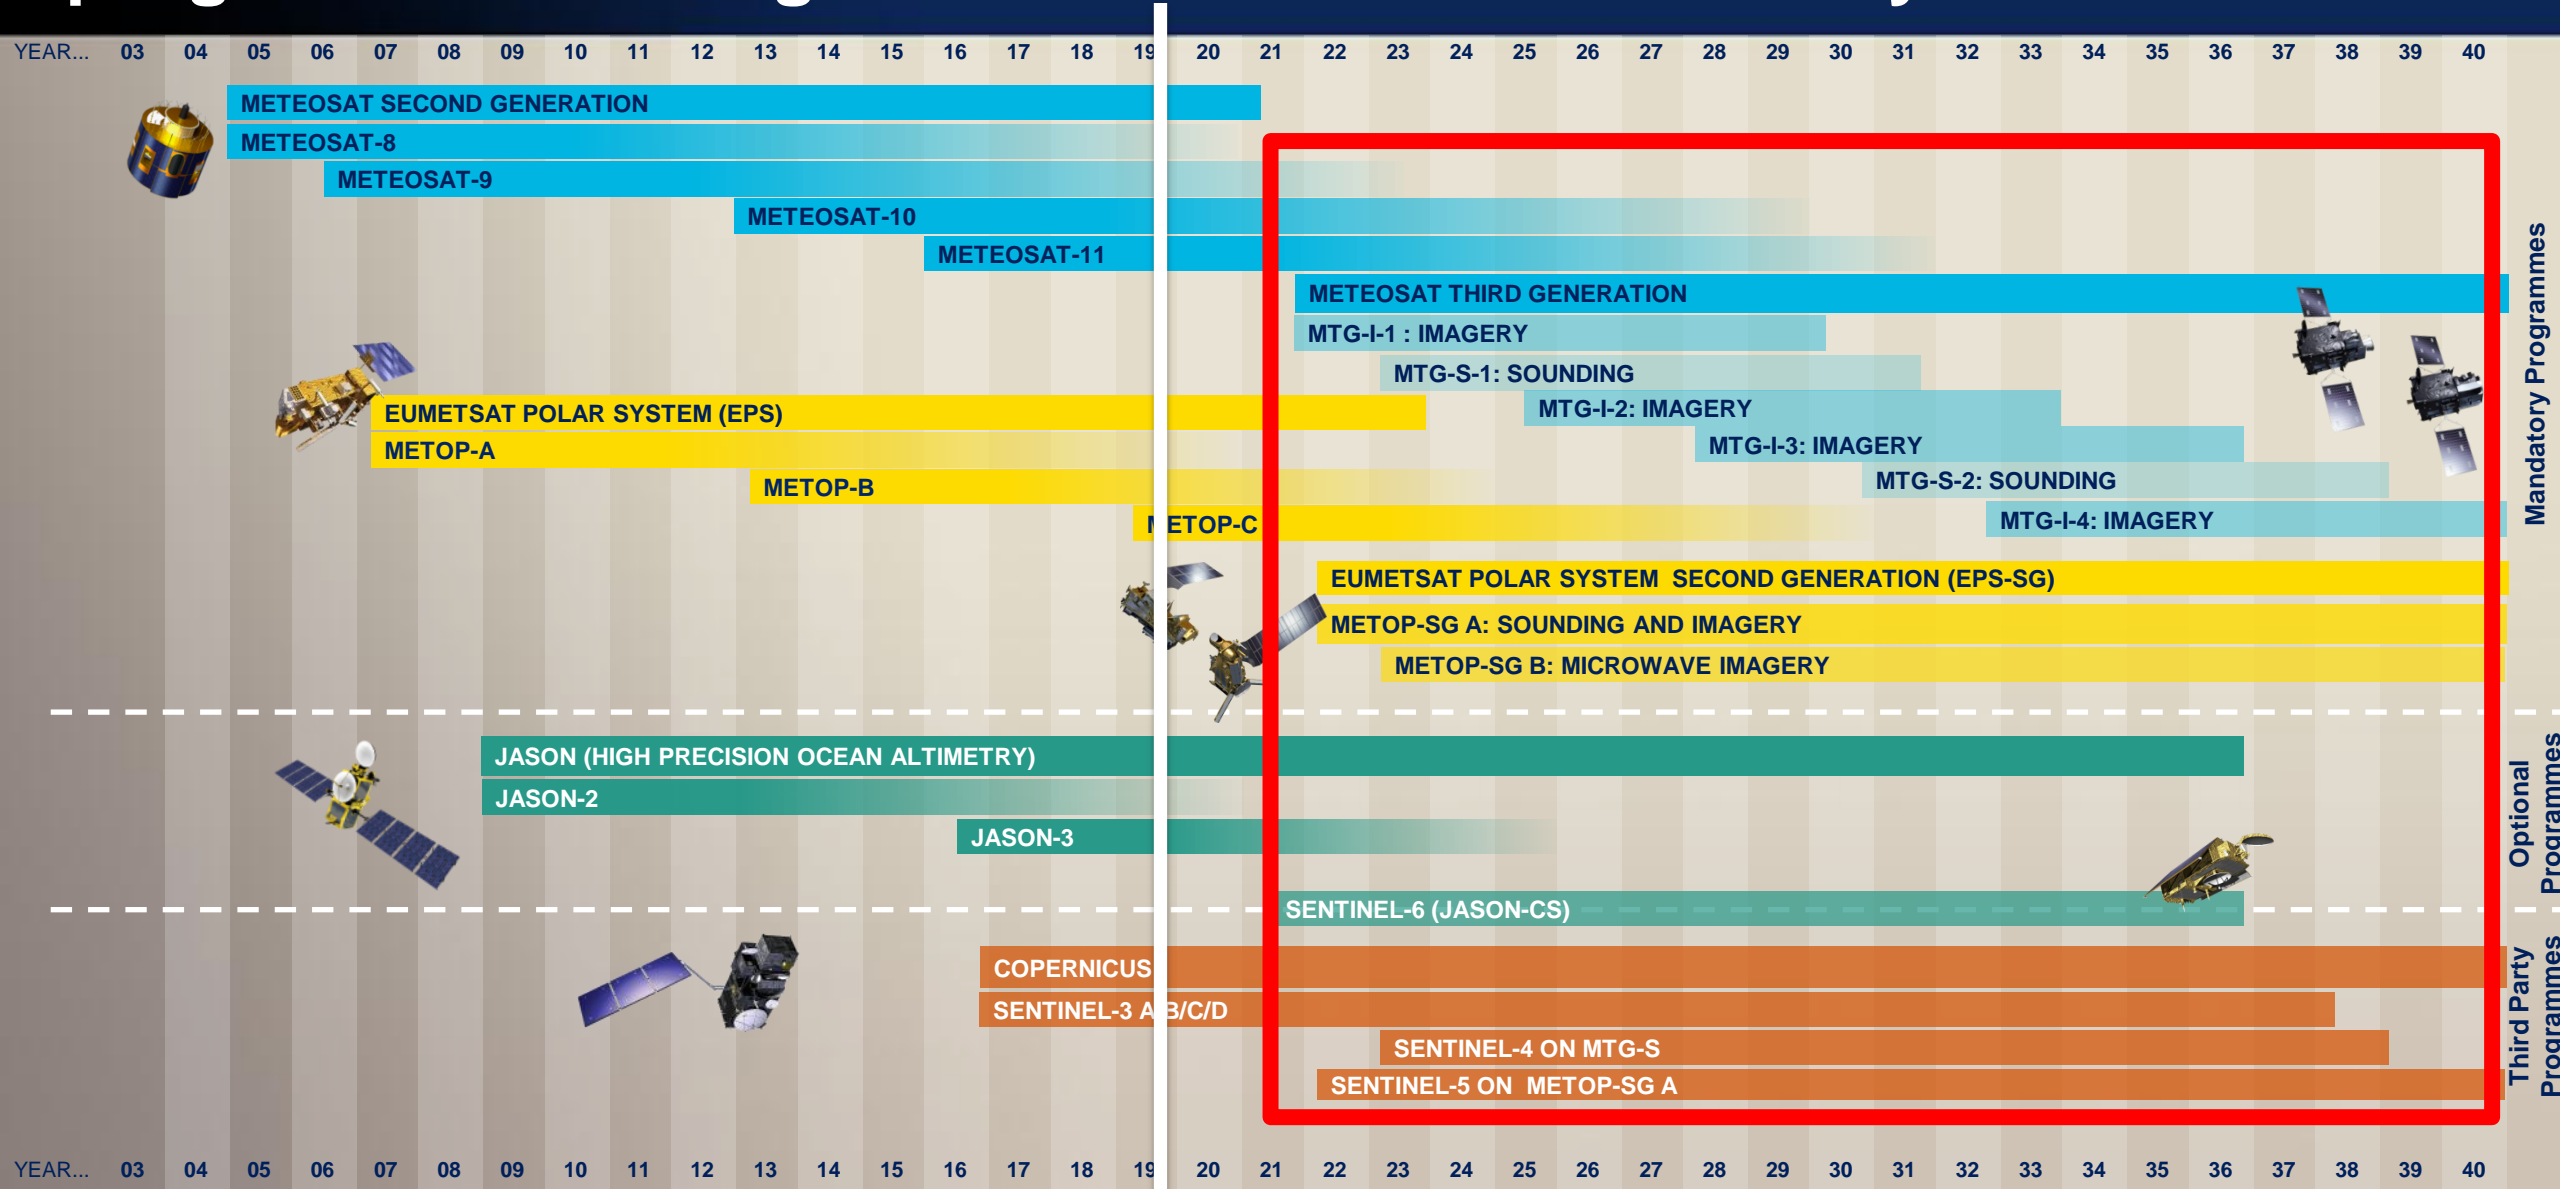 YEAR... 03 04 05 06 07 08 09 10 11 12 13 14 15 16 17 18 19 20 21 22 23 24 25 26 27 28 29 30 31 32 33 34 35 36 37 38 39 40
METEOSAT SECOND GENERATION
METEOSAT-8
METEOSAT-9
METEOSAT-10
METEOSAT-11
METEOSAT THIRD GENERATION
MTG-I-1 : IMAGERY
MTG-S-1: SOUNDING
MTG-I-2: IMAGERY
MTG-I-3: IMAGERY
MTG-S-2: SOUNDING
MTG-I-4: IMAGERY
EUMETSAT POLAR SYSTEM (EPS)
METOP-A
METOP-B
METOP-C
EUMETSAT POLAR SYSTEM SECOND GENERATION (EPS-SG)
METOP-SG A: SOUNDING AND IMAGERY
METOP-SG B: MICROWAVE IMAGERY
Mandatory Programmes
JASON (HIGH PRECISION OCEAN ALTIMETRY)
JASON-2
JASON-3
SENTINEL-6 (JASON-CS)
Optional
Programmes
COPERNICUS
SENTINEL-3 A/B/C/D
SENTINEL-4 ON MTG-S
SENTINEL-5 ON METOP-SG A
Third Party
Programmes
YEAR... 03 04 05 06 07 08 09 10 11 12 13 14 15 16 17 18 19 20 21 22 23 24 25 26 27 28 29 30 31 32 33 34 35 36 37 38 39 40